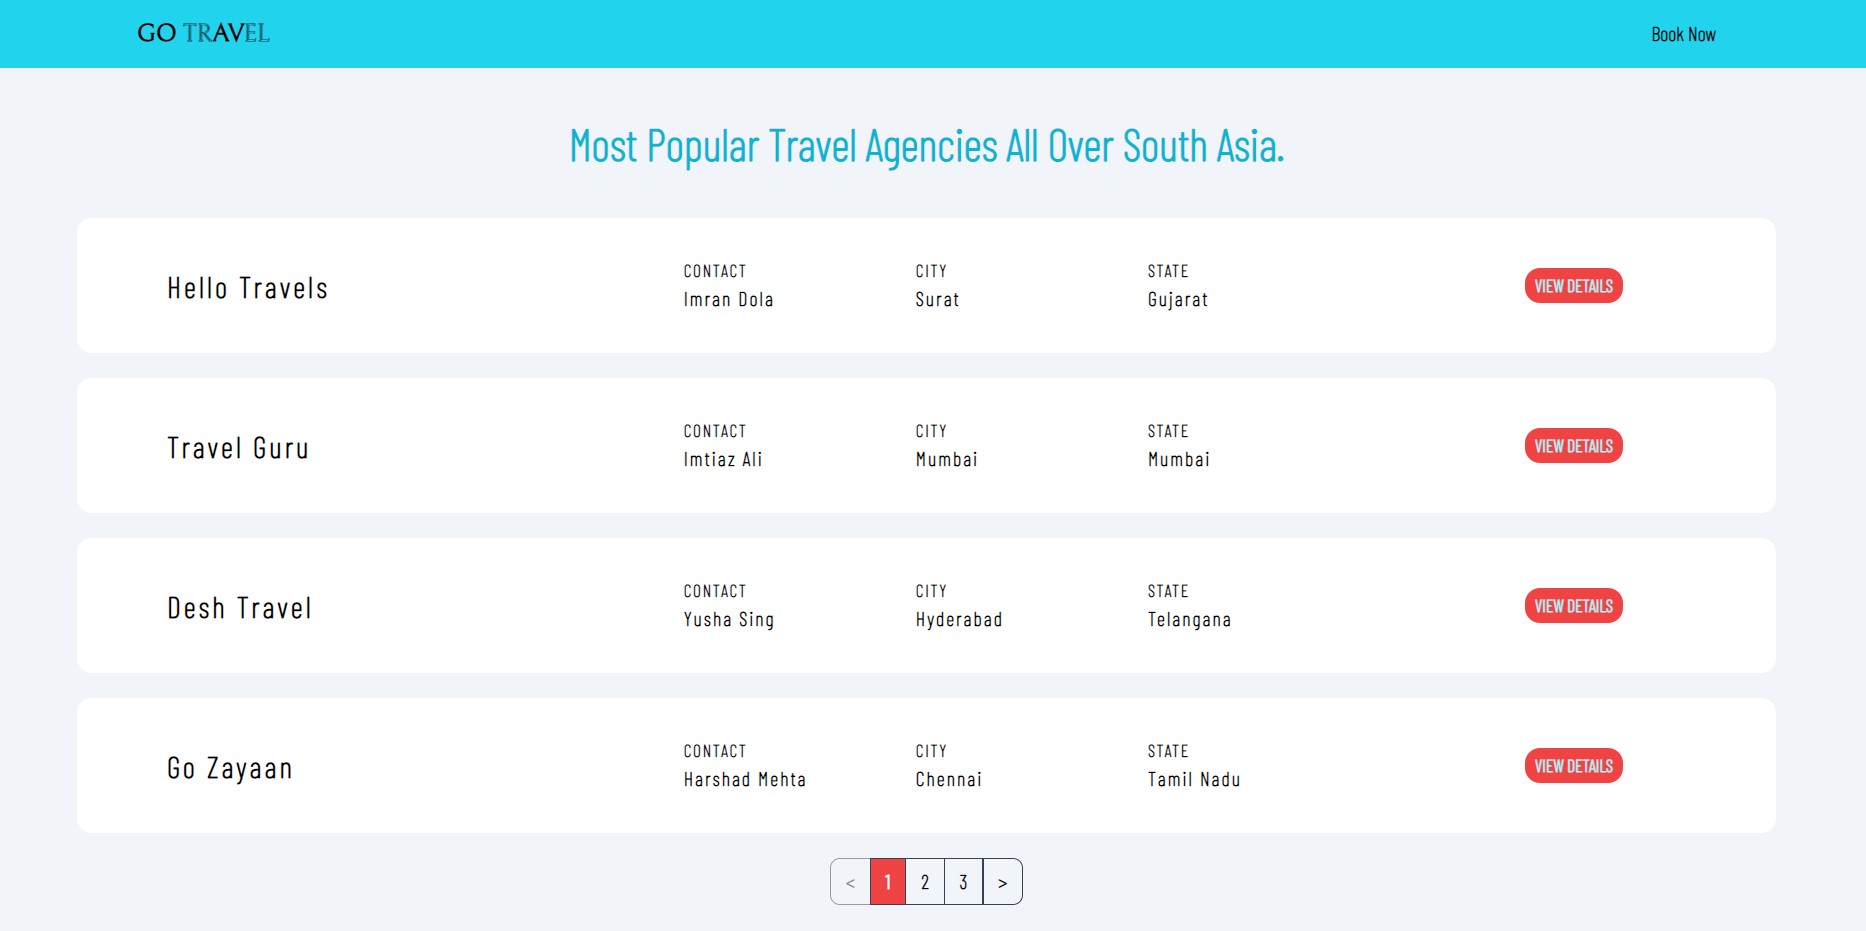 GO TRAVEL
Book Now
Most Popular Travel Agencies All Over South Asia.
Hello Travels
CONTACT
Imran Dola
CITY
Surat
STATE
Gujarat
VIEW DETAILS
Travel Guru
CONTACT
Imtiaz Ali
CITY
Mumbai
STATE
Mumbai
VIEW DETAILS
Desh Travel
CONTACT
Yusha Sing
CITY
Hyderabad
STATE
Telangana
VIEW DETAILS
Go Zayaan
CONTACT
Harshad Mehta
CITY
Chennai
STATE
Tamil Nadu
VIEW DETAILS
< 1 2 3 >